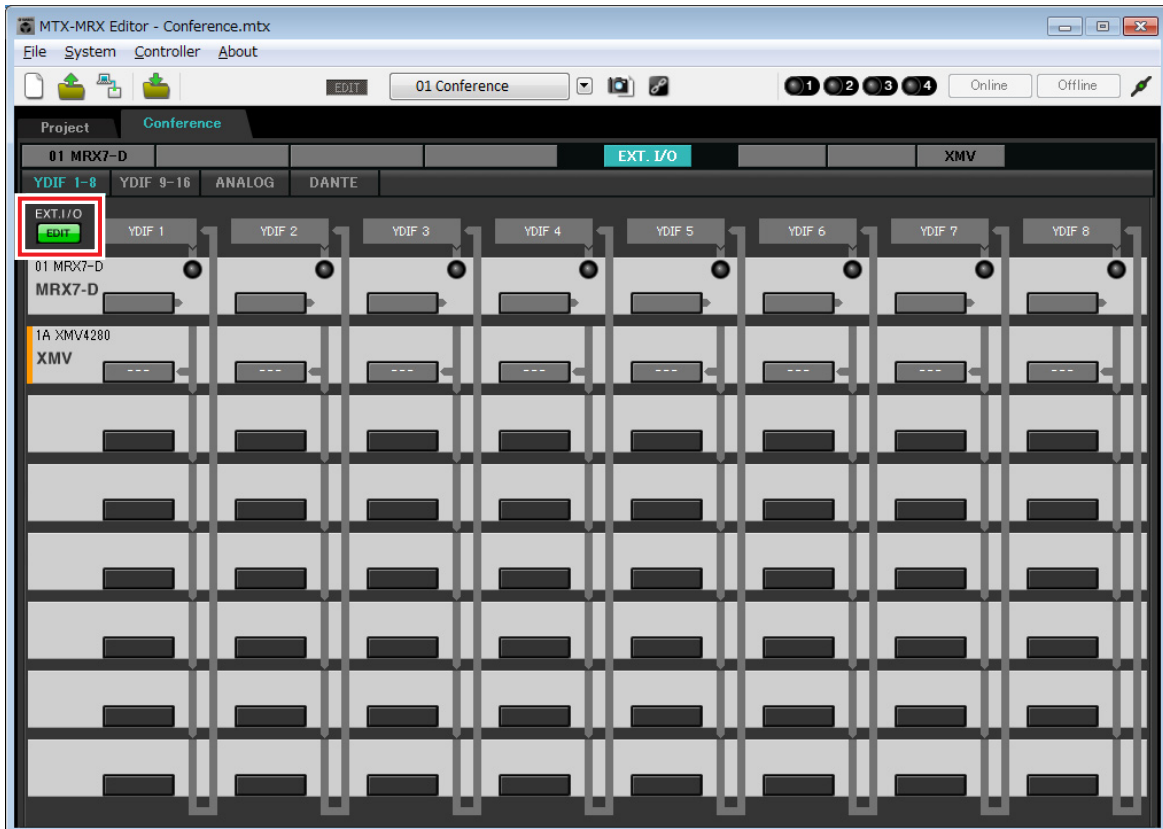 MTX-MRX Editor - Conference.mtx
File System Controller About
EDIT 01 Conference 1 2 3 4 Online Offline
Project Conference
01 MRX7-D EXT. I/O XMV
YDIF 1-8 YDIF 9-16 ANALOG DANTE
EXT.I/O
EDIT YDIF 1 YDIF 2 YDIF 3 YDIF 4 YDIF 5 YDIF 6 YDIF 7 YDIF 8
01 MRX7-D
MRX7-D
1A XMV4280
XMV
--- --- --- --- --- --- --- ---